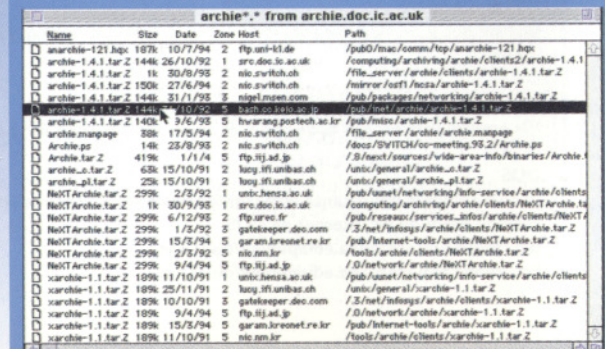 archie*.* from archie.doc.ic.ac.uk
Name Size Date Zone Host Path
anarchie-121.hqx 187k 10/7/94 2 ftp.uni-kl.de /pub0/mac/comm/tcp/anarchie-121.hqx
archie-1.4.1.tar.Z 144k 26/10/92 1 src.doc.ic.ac.uk /computing/archiving/archie/clients2/archie-1.4.1
archie-1.4.1.tar.Z 1k 30/8/93 2 nic.switch.ch /file_server/archie/clients/archie-1.4.1.tar.Z
archie-1.4.1.tar.Z 150k 27/6/94 2 nic.switch.ch /mirror/osf1/ncsa/archie-1.4.1.tar.Z
archie-1.4.1.tar.Z 144k 31/1/93 3 nigel.msen.com /pub/packages/networking/archie-1.4.1.tar.Z
archie-1.4.1.tar.Z 144k /10/92 5 bash.cc.keio.ac.jp /pub/inet/archie/archie-1.4.1.tar.Z
archie-1.4.1.tar.Z 140k 9/6/93 5 hwarang.postech.ac.kr /pub/misc/archie-1.4.1.tar.Z
archie.manpage 38k 17/5/94 2 nic.switch.ch /file_server/archie/archie.manpage
Archie.ps 14k 23/8/93 2 nic.switch.ch /docs/SWITCH/cc-meeting.93.2/Archie.ps
Archie.tar.Z 419k 1/1/4 5 ftp.iij.ad.jp /.8/next/sources/wide-area-info/binaries/Archie.t
archie_c.tar.Z 63k 15/10/91 2 lucy.ifi.unibas.ch /unix/general/archie_c.tar.Z
archie_pl.tar.Z 25k 15/10/91 2 lucy.ifi.unibas.ch /unix/general/archie_pl.tar.Z
NeXTArchie.tar.Z 299k 2/3/92 1 unix.hensa.ac.uk /pub/uunet/networking/info-service/archie/clients
NeXTArchie.tar.Z 1k 30/9/93 1 src.doc.ic.ac.uk /computing/archiving/archie/clients/NeXTArchie.ta
NeXTArchie.tar.Z 299k 6/12/93 2 ftp.urec.fr /pub/reseaux/services_infos/archie/clients/NeXTA
NeXTArchie.tar.Z 299k 1/3/92 3 gatekeeper.dec.com /.3/net/infosys/archie/clients/NeXTArchie.tar.Z
NeXTArchie.tar.Z 299k 15/3/94 5 garam.kreonet.re.kr /pub/Internet-tools/archie/NeXTArchie.tar.Z
NeXTArchie.tar.Z 299k 2/3/92 5 nic.nm.kr /tools/archie/clients/NeXTArchie.tar.Z
NeXTArchie.tar.Z 299k 9/4/94 5 ftp.iij.ad.jp /.0/network/archie/NeXTArchie.tar.Z
xarchie-1.1.tar.Z 189k 11/10/91 1 unix.hensa.ac.uk /pub/uunet/networking/info-service/archie/clients
xarchie-1.1.tar.Z 189k 25/11/91 2 lucy.ifi.unibas.ch /unix/general/xarchie-1.1.tar.Z
xarchie-1.1.tar.Z 189k 10/10/91 3 gatekeeper.dec.com /.3/net/infosys/archie/clients/xarchie-1.1.tar.Z
xarchie-1.1.tar.Z 189k 9/4/94 5 ftp.iij.ad.jp /.0/network/archie/xarchie-1.1.tar.Z
xarchie-1.1.tar.Z 189k 15/3/94 5 garam.kreonet.re.kr /pub/Internet-tools/archie/xarchie-1.1.tar.Z
xarchie-1.1.tar.Z 189k 11/10/91 5 nic.nm.kr /tools/archie/clients/xarchie-1.1.tar.Z